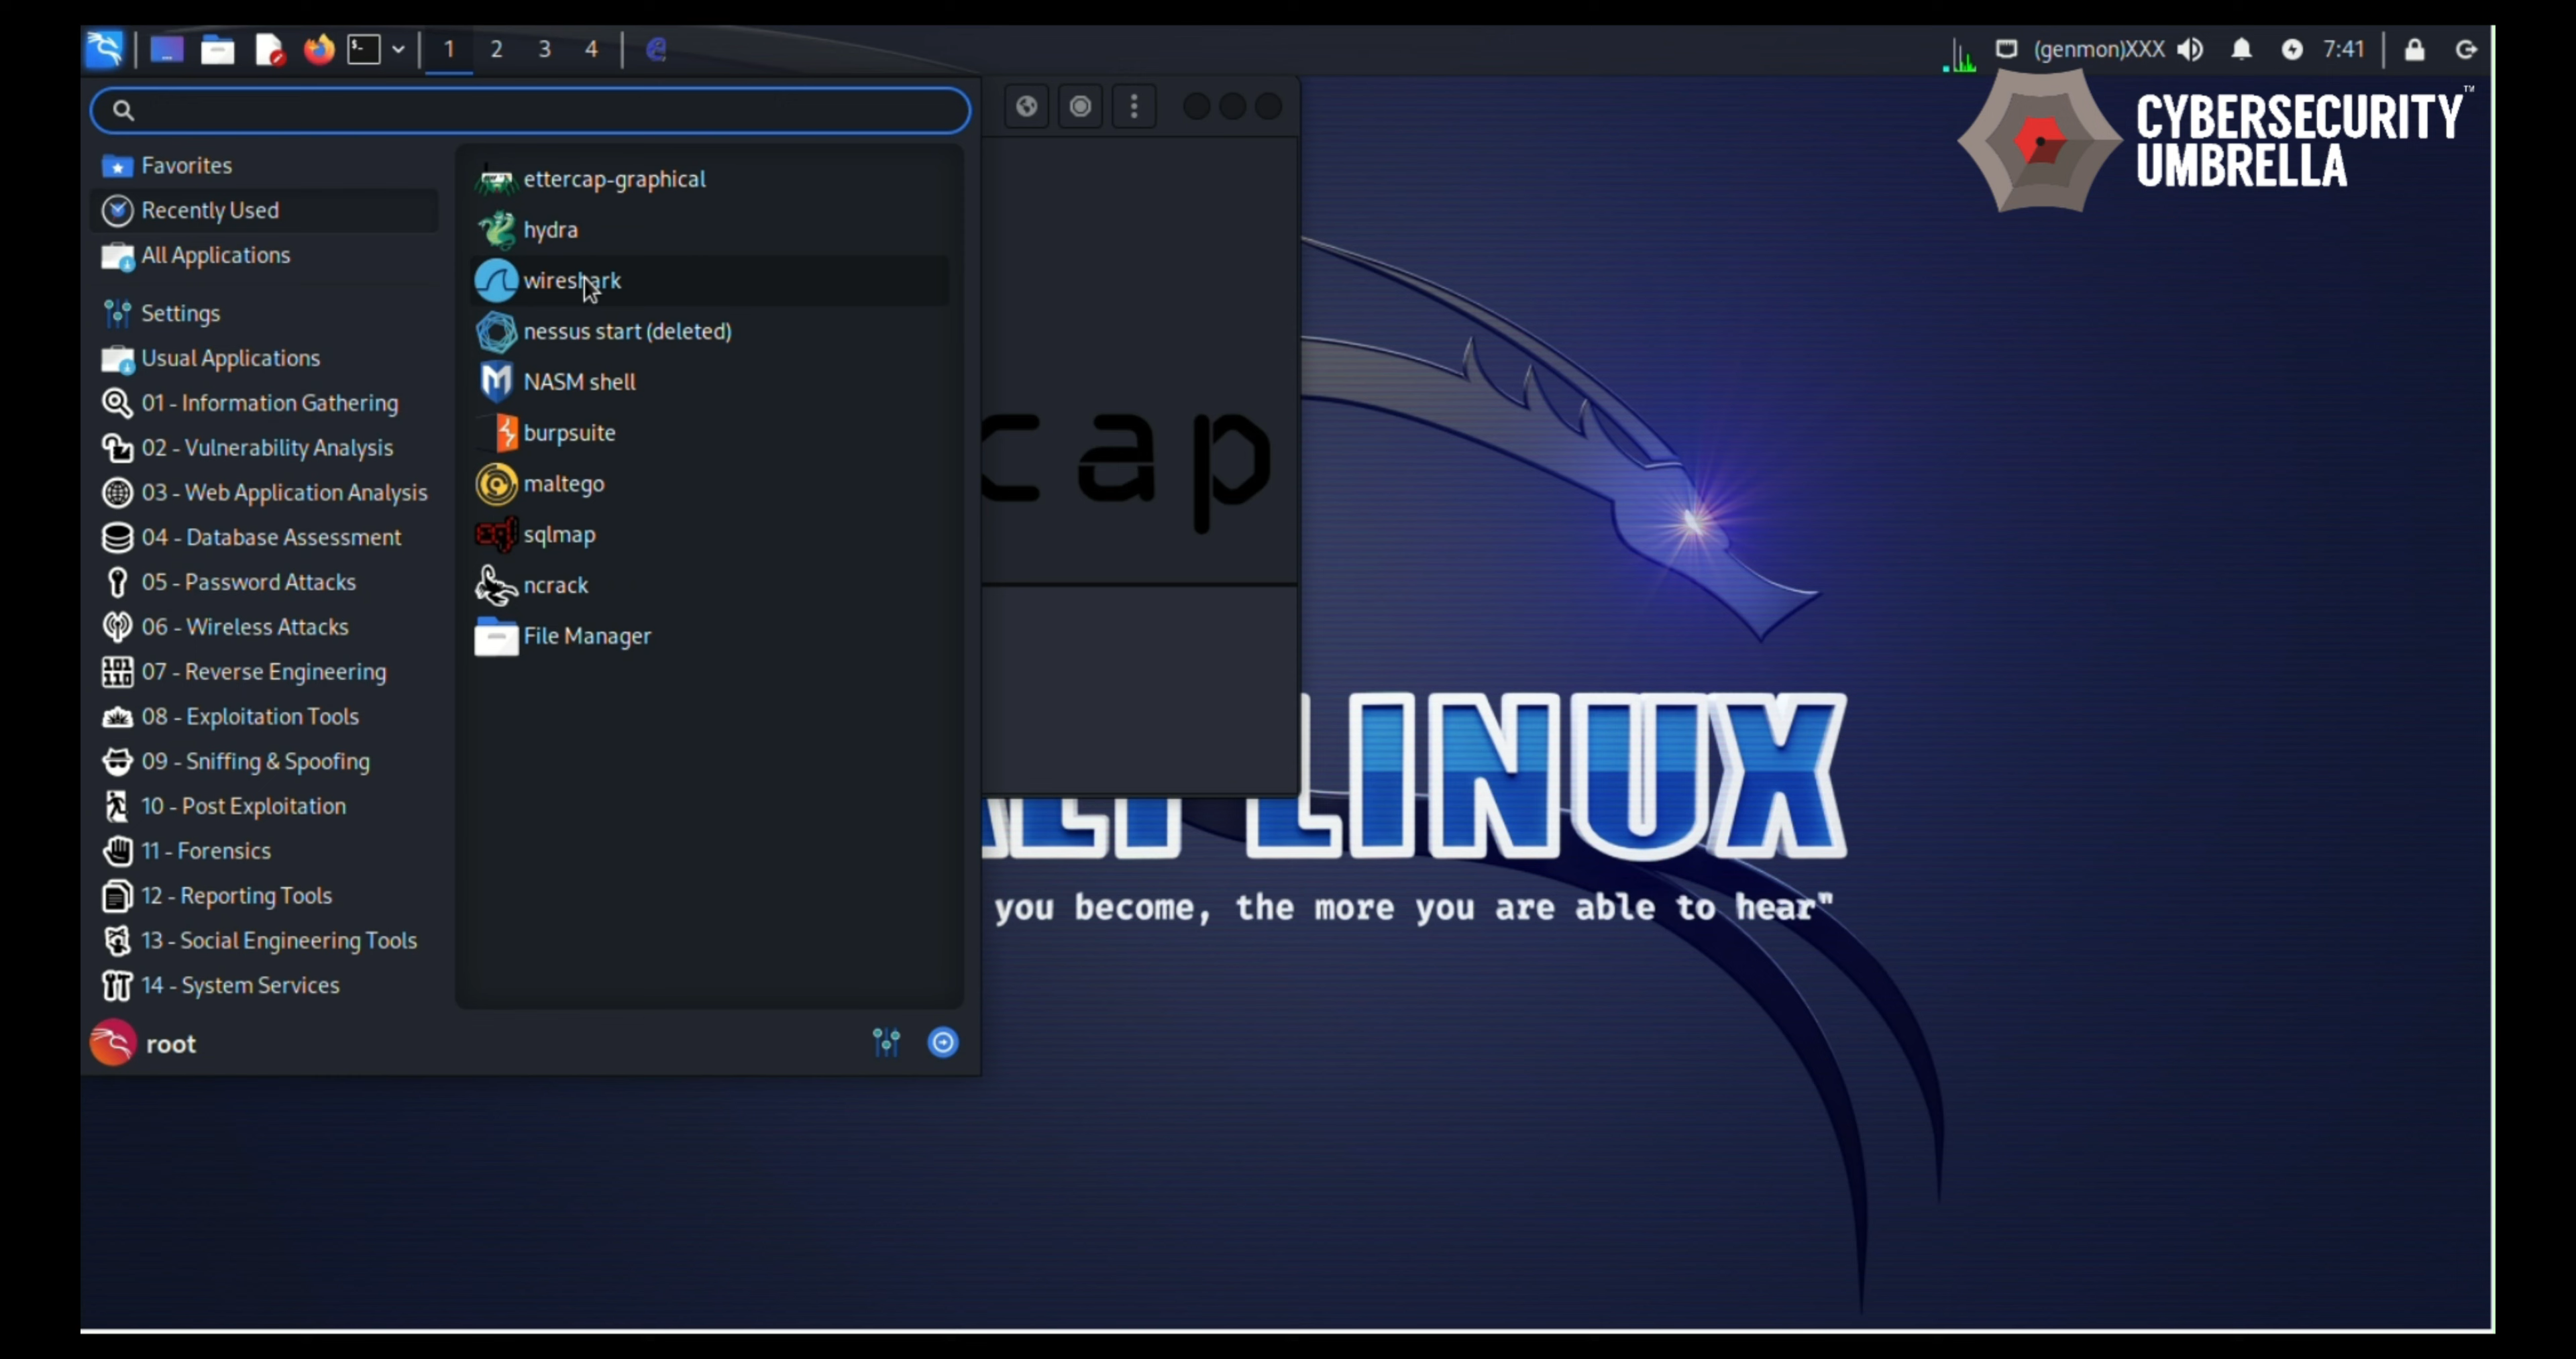 1 2 3 4
(genmon)XXX 7:41
CYBERSECURITY™
UMBRELLA
Favorites
Recently Used
All Applications
Settings
Usual Applications
01 - Information Gathering
02 - Vulnerability Analysis
03 - Web Application Analysis
04 - Database Assessment
05 - Password Attacks
06 - Wireless Attacks
07 - Reverse Engineering
08 - Exploitation Tools
09 - Sniffing & Spoofing
10 - Post Exploitation
11 - Forensics
12 - Reporting Tools
13 - Social Engineering Tools
14 - System Services
root
ettercap-graphical
hydra
wireshark
nessus start (deleted)
NASM shell
burpsuite
maltego
sqlmap
ncrack
File Manager
cap
LINUX
you become, the more you are able to hear"